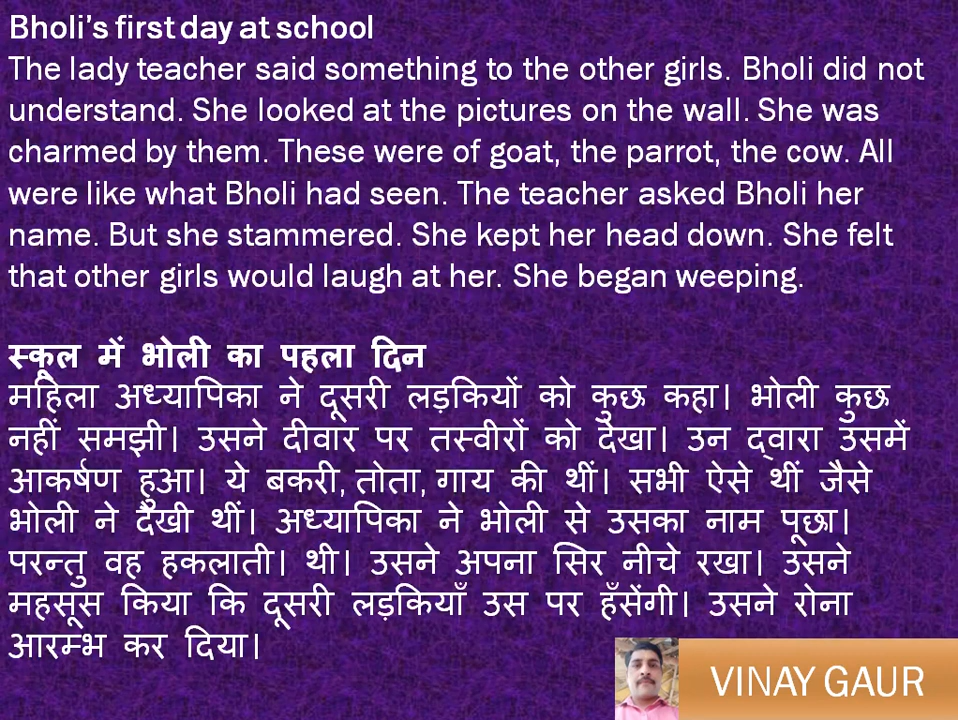 Bholi's first day at school
The lady teacher said something to the other girls. Bholi did not
understand. She looked at the pictures on the wall. She was
charmed by them. These were of goat, the parrot, the cow. All
were like what Bholi had seen. The teacher asked Bholi her
name. But she stammered. She kept her head down. She felt
that other girls would laugh at her. She began weeping.
स्कूल में भोली का पहला दिन
महिला अध्यापिका ने दूसरी लड़कियों को कुछ कहा। भोली कुछ
नहीं समझी। उसने दीवार पर तस्वीरों को देखा। उन द्वारा उसमें
आकर्षण हुआ। ये बकरी, तोता, गाय की थीं। सभी ऐसे थीं जैसे
भोली ने देखी थीं। अध्यापिका ने भोली से उसका नाम पूछा।
परन्तु वह हकलाती। थी। उसने अपना सिर नीचे रखा। उसने
महसूस किया कि दूसरी लड़कियाँ उस पर हँसेंगी। उसने रोना
आरम्भ कर दिया।
VINAY GAUR